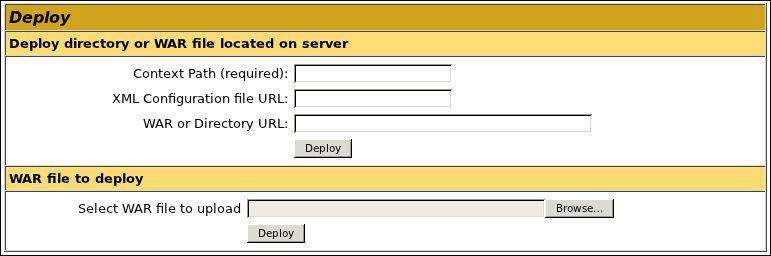 Deploy
Deploy directory or WAR file located on server
Context Path (required):
XML Configuration file URL:
WAR or Directory URL:
Deploy
WAR file to deploy
Select WAR file to upload Browse...
Deploy